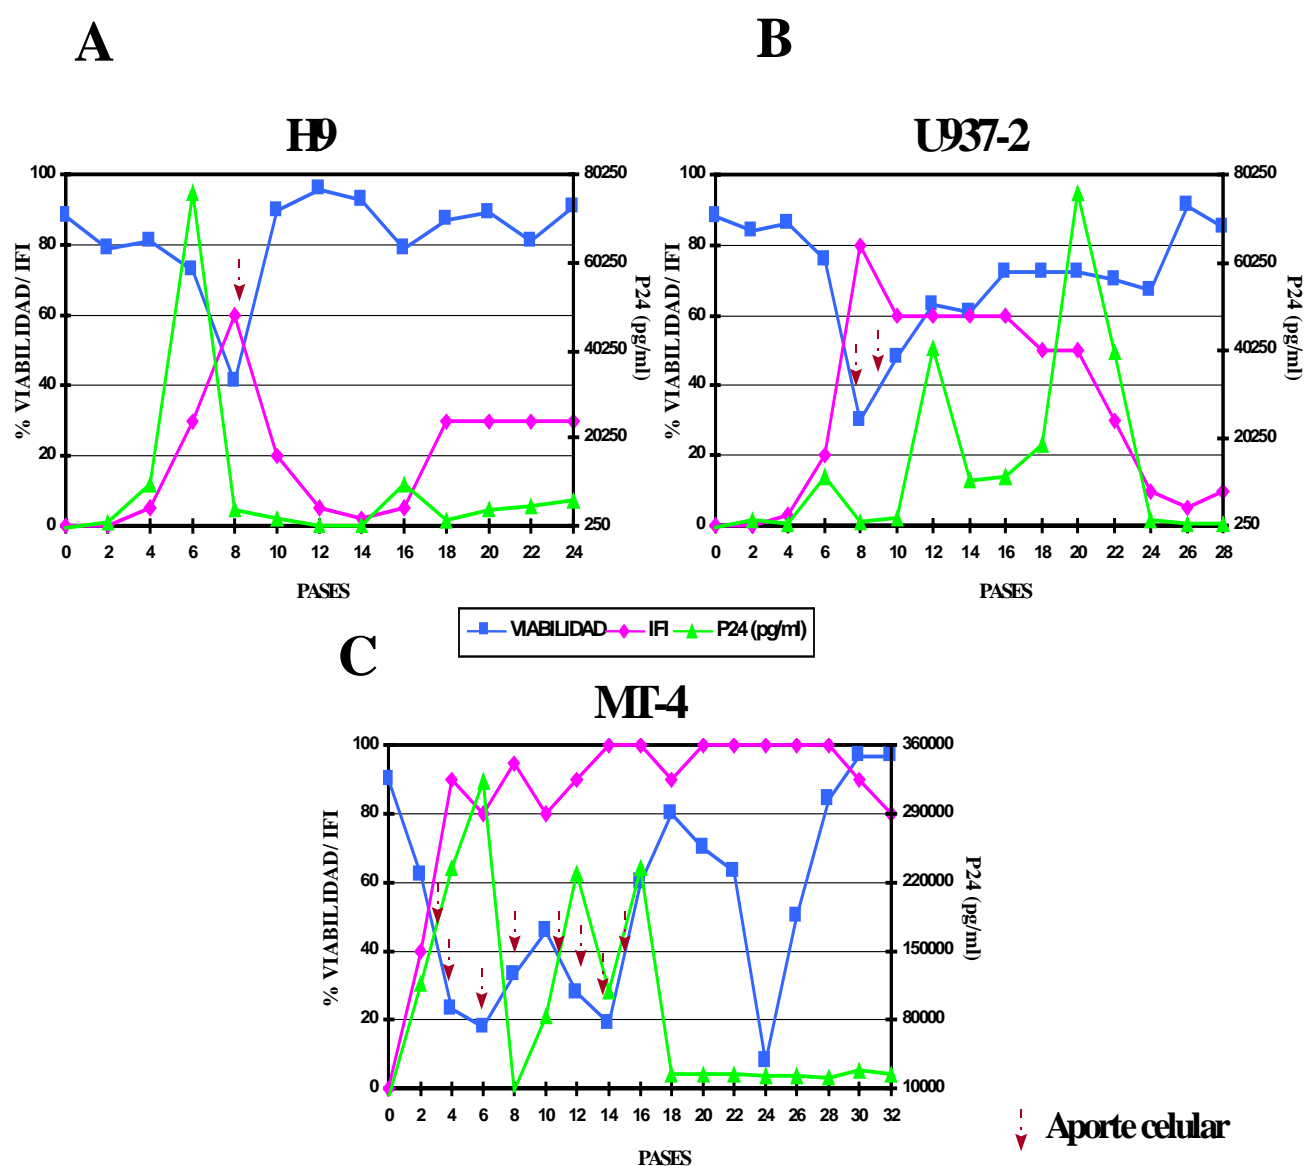 A
B
H9
U937-2
100
80
60
40
20
0
% VIABILIDAD/ IFI
80250
60250
40250
20250
250
P24 (pg/ml)
0 2 4 6 8 10 12 14 16 18 20 22 24
PASES
100
80
60
40
20
0
% VIABILIDAD/ IFI
80250
60250
40250
20250
250
P24 (pg/ml)
0 2 4 6 8 10 12 14 16 18 20 22 24 26 28
PASES
VIABILIDAD IFI P24 (pg/ml)
C
MT-4
100
80
60
40
20
0
% VIABILIDAD/ IFI
360000
290000
220000
150000
80000
10000
P24 (pg/ml)
0 2 4 6 8 10 12 14 16 18 20 22 24 26 28 30 32
PASES
Aporte celular